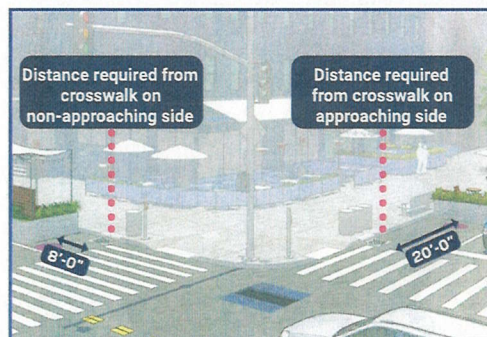 Distance required from
crosswalk on
non-approaching side
Distance required
from crosswalk on
approaching side
8'-0"
20'-0"